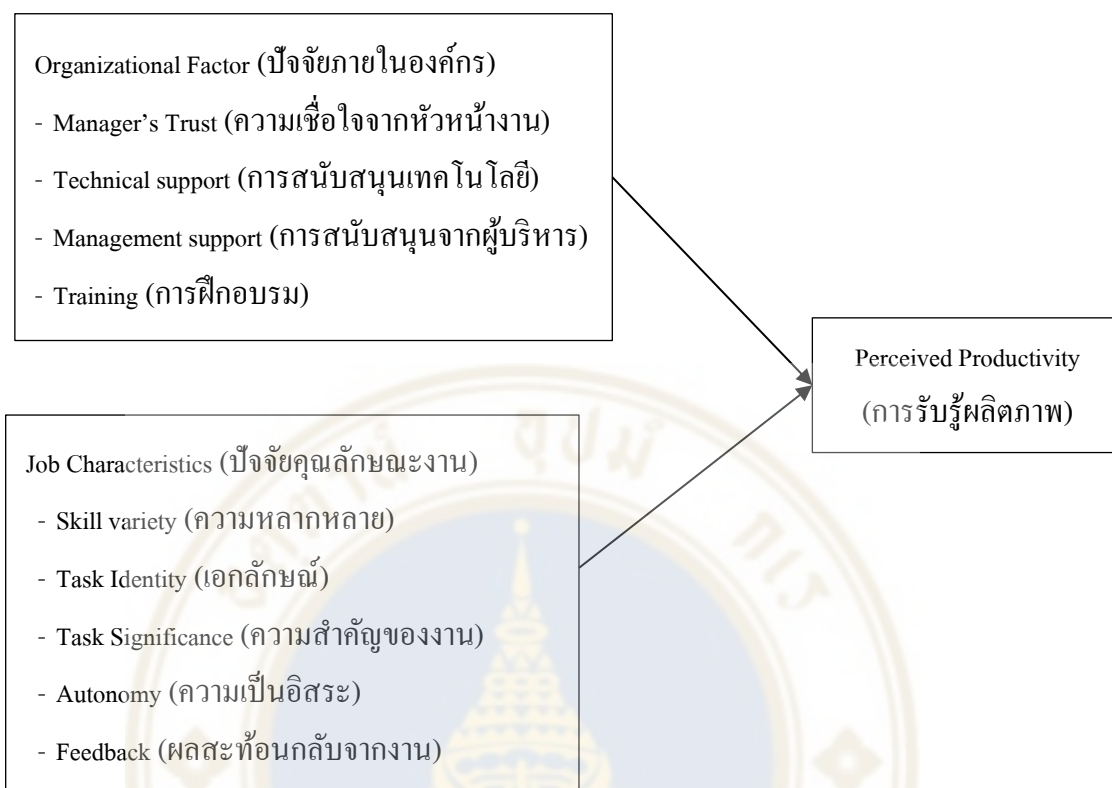 Organizational Factor (ปัจจัยภายในองค์กร)
- Manager’s Trust (ความเชื่อใจจากหัวหน้างาน)
- Technical support (การสนับสนุนเทคโนโลยี)
- Management support (การสนับสนุนจากผู้บริหาร)
- Training (การฝึกอบรม)
Perceived Productivity
(การรับรู้ผลิตภาพ)
Job Characteristics (ปัจจัยคุณลักษณะงาน)
- Skill variety (ความหลากหลาย)
- Task Identity (เอกลักษณ์)
- Task Significance (ความสำคัญของงาน)
- Autonomy (ความเป็นอิสระ)
- Feedback (ผลสะท้อนกลับจากงาน)